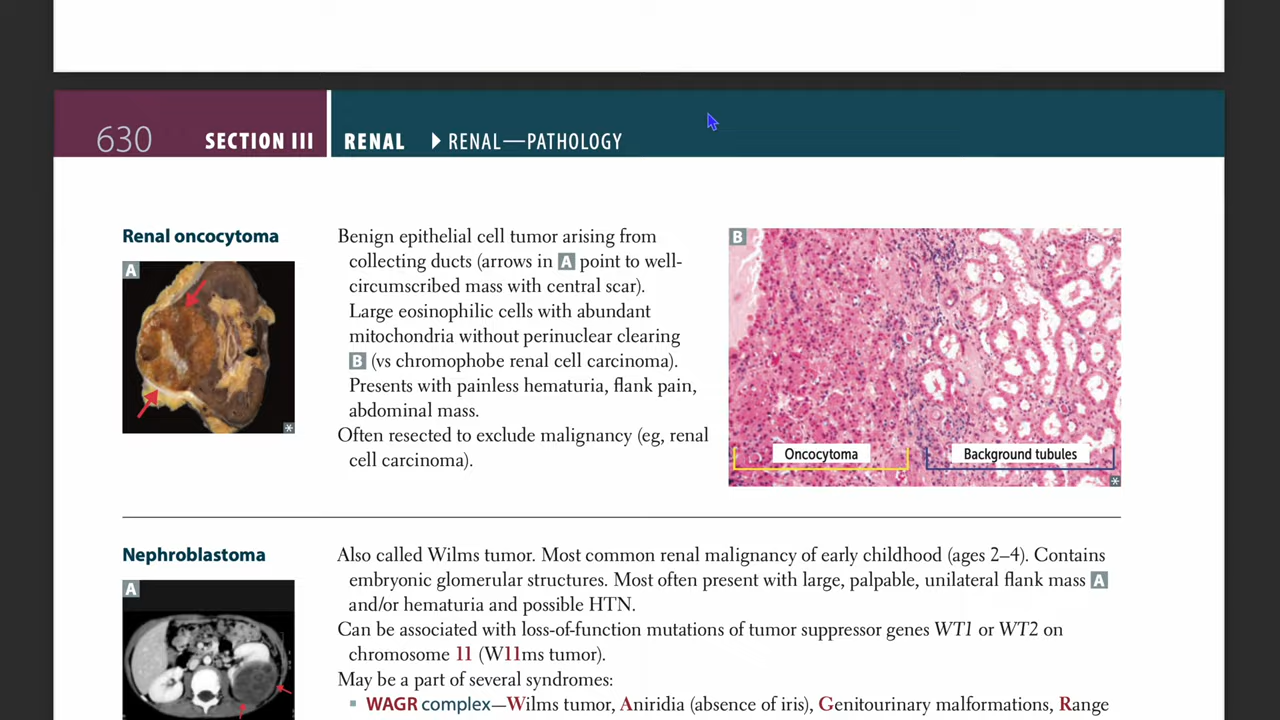 630 SECTION III RENAL ▶ RENAL—PATHOLOGY
Renal oncocytoma
A
Benign epithelial cell tumor arising from
collecting ducts (arrows in A point to well-
circumscribed mass with central scar).
Large eosinophilic cells with abundant
mitochondria without perinuclear clearing
B (vs chromophobe renal cell carcinoma).
Presents with painless hematuria, flank pain,
abdominal mass.
Often resected to exclude malignancy (eg, renal
cell carcinoma).
B
Oncocytoma Background tubules
Nephroblastoma
A
Also called Wilms tumor. Most common renal malignancy of early childhood (ages 2–4). Contains
embryonic glomerular structures. Most often present with large, palpable, unilateral flank mass A
and/or hematuria and possible HTN.
Can be associated with loss-of-function mutations of tumor suppressor genes WT1 or WT2 on
chromosome 11 (W11ms tumor).
May be a part of several syndromes:
▪ WAGR complex—Wilms tumor, Aniridia (absence of iris), Genitourinary malformations, Range